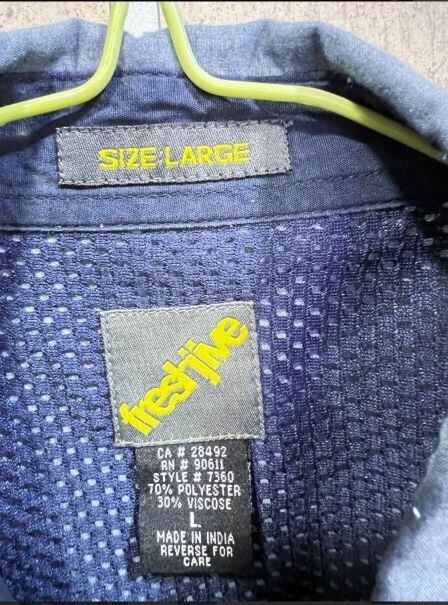 SIZE LARGE
freshjive
CA # 28492
RN # 90611
STYLE # 7360
70% POLYESTER
30% VISCOSE
L
MADE IN INDIA
REVERSE FOR
CARE